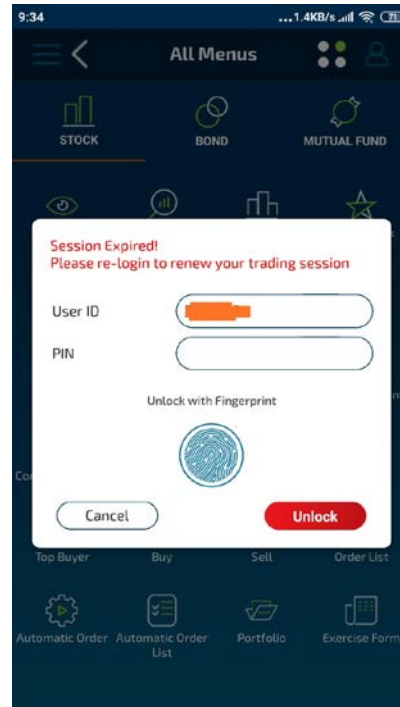 9:34 ...1.4KB/s
All Menus
STOCK BOND MUTUAL FUND
Session Expired!
Please re-login to renew your trading session
User ID
PIN
Unlock with Fingerprint
Cancel Unlock
Top Buyer Buy Sell Order List
Automatic Order Automatic Order List Portfolio Exercise Form